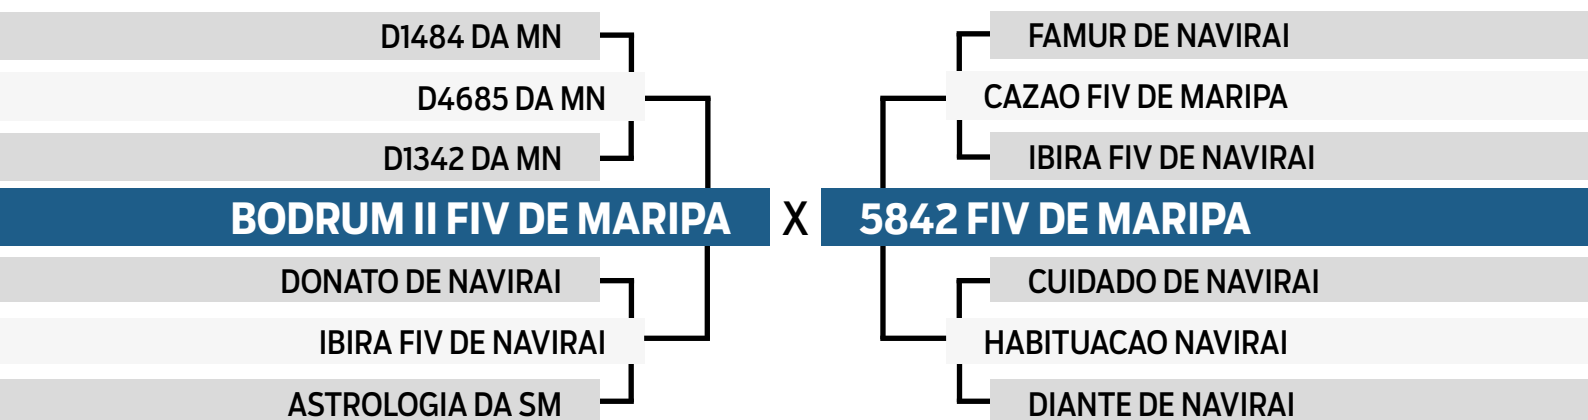 D1484 DA MN
D4685 DA MN
D1342 DA MN
BODRUM II FIV DE MARIPA
DONATO DE NAVIRAI
IBIRA FIV DE NAVIRAI
ASTROLOGIA DA SM
X
FAMUR DE NAVIRAI
CAZAO FIV DE MARIPA
IBIRA FIV DE NAVIRAI
5842 FIV DE MARIPA
CUIDADO DE NAVIRAI
HABITUACAO NAVIRAI
DIANTE DE NAVIRAI